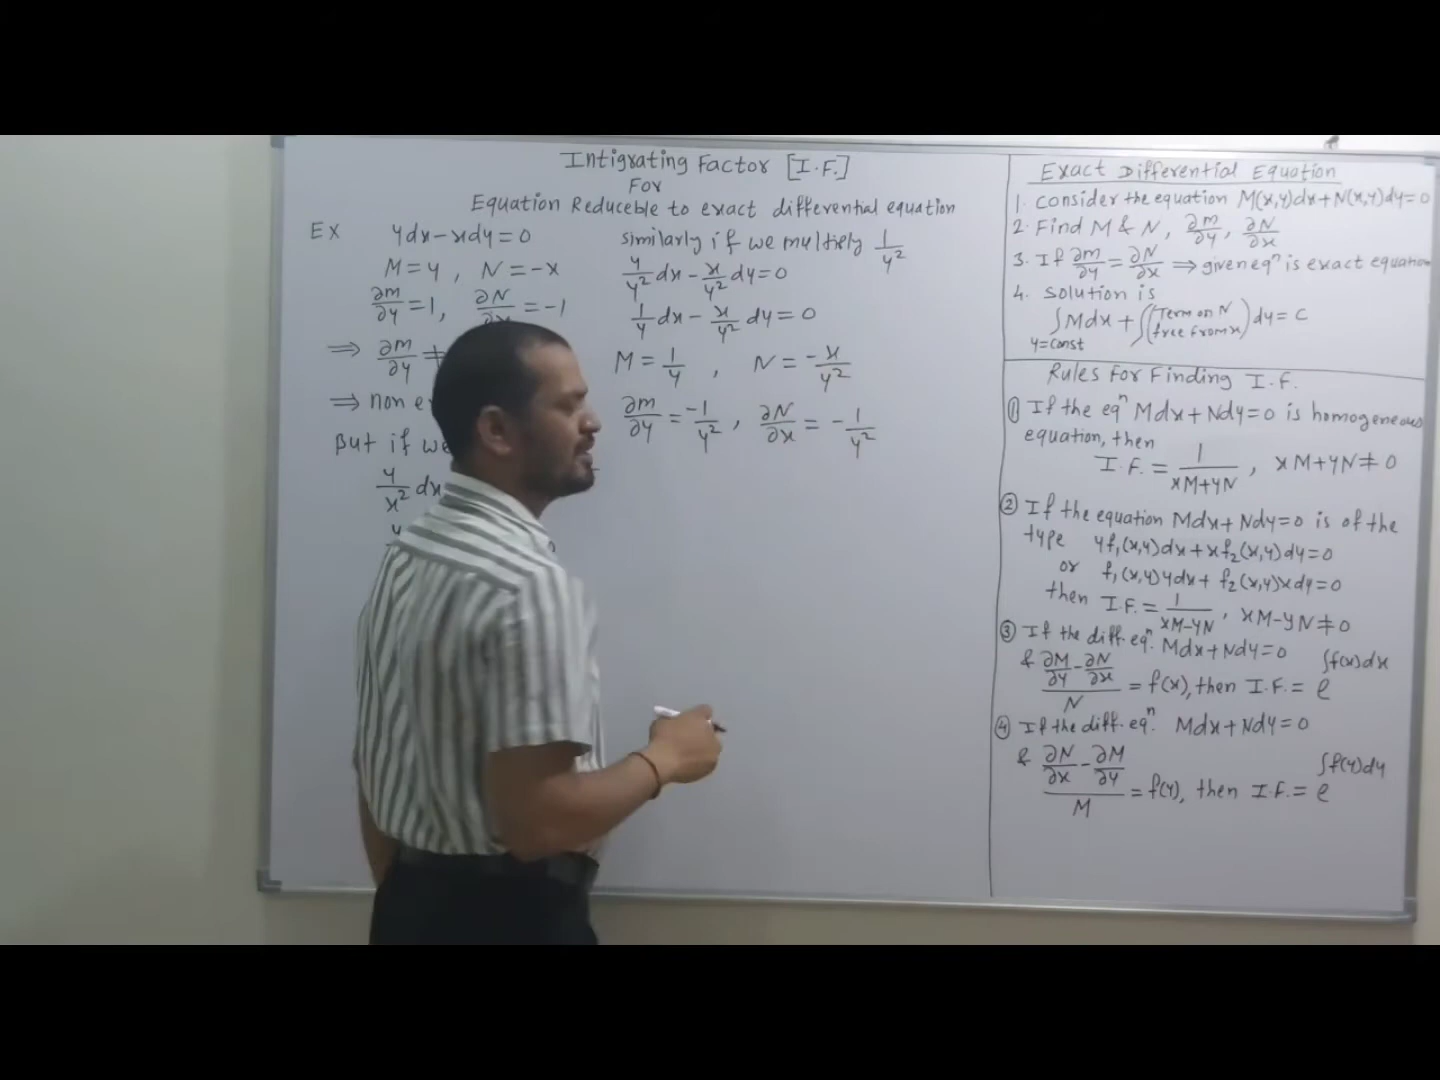 Intigrating Factor [I.F.]
For
Equation Reduceble to exact differential equation
Ex ydx-xdy=0
M=y , N=-x
∂m/∂y=1, ∂N/∂x=-1
⇒ ∂m/∂y ≠
⇒ non e
But if we
y/x² dx
similarly if we multiply 1/y²
y/y² dx - x/y² dy=0
1/y dx - x/y² dy=0
M=1/y , N=-x/y²
∂m/∂y=-1/y², ∂N/∂x=-1/y²
Exact Differential Equation
1. consider the equation M(x,y)dx+N(x,y)dy=0
2. Find M & N, ∂m/∂y, ∂N/∂x
3. If ∂m/∂y=∂N/∂x ⇒ given eqⁿ is exact equation
4. solution is
∫Mdx + ∫(Term on N free from x)dy=c
y=const
Rules For Finding I.F.
① If the eqⁿ Mdx+Ndy=0 is homogeneous
equation, then
I.F.=1/(xM+yN), xM+yN≠0
② If the equation Mdx+Ndy=0 is of the
type yf₁(x,y)dx+xf₂(x,y)dy=0
or f₁(x,y)ydx+f₂(x,y)xdy=0
then I.F.=1/(xM-yN), xM-yN≠0
③ If the diff. eqⁿ. Mdx+Ndy=0
& (∂M/∂y-∂N/∂x)/N=f(x), then I.F.=e^∫f(x)dx
④ If the diff. eqⁿ. Mdx+Ndy=0
& (∂N/∂x-∂M/∂y)/M=f(y), then I.F.=e^∫f(y)dy